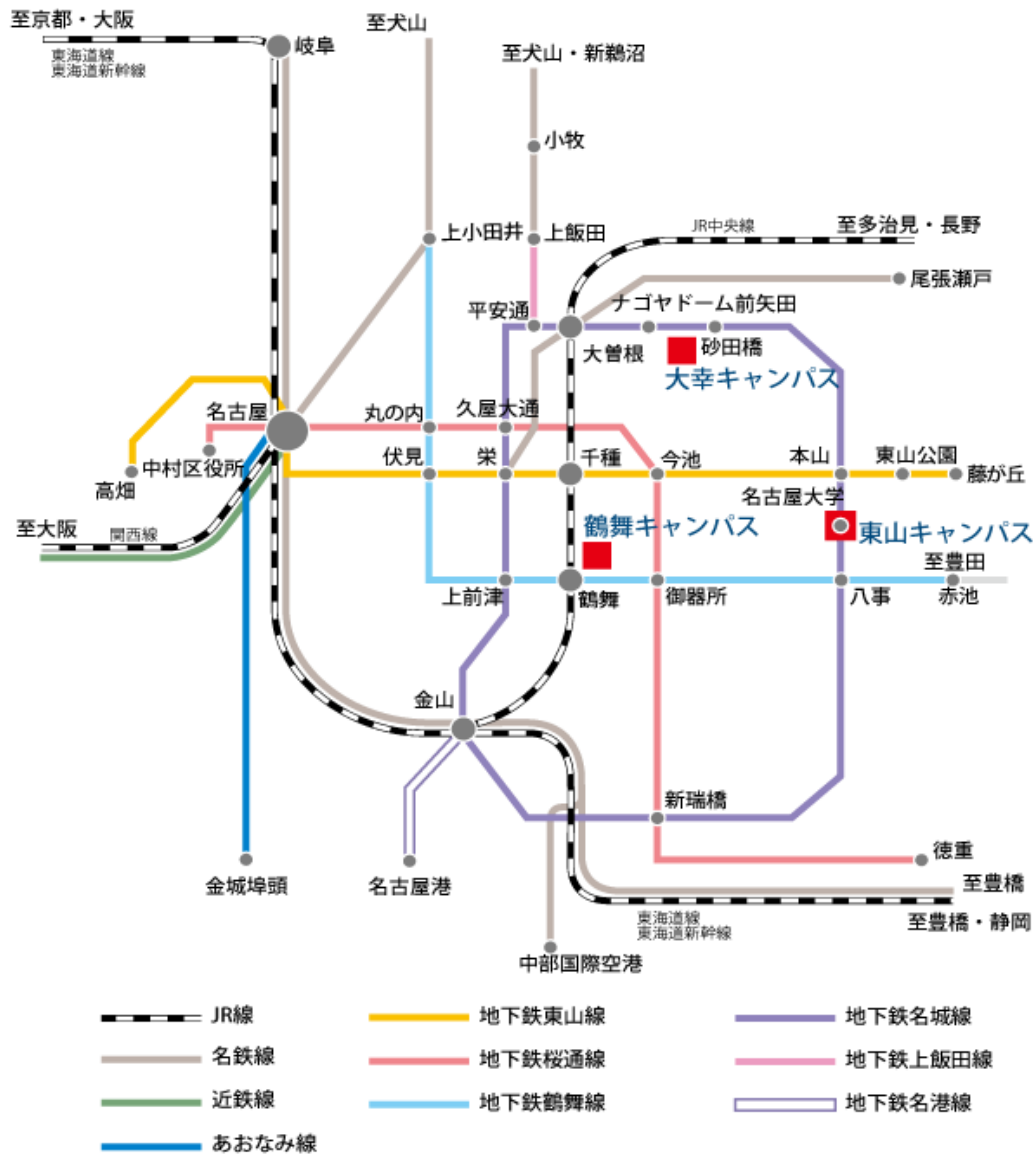 至京都・大阪
東海道線
東海道新幹線
岐阜
至犬山
至犬山・新鵜沼
小牧
上小田井
上飯田
JR中央線
至多治見・長野
尾張瀬戸
平安通
ナゴヤドーム前矢田
大曽根
砂田橋
大幸キャンパス
名古屋
丸の内
久屋大通
中村区役所
高畑
伏見
栄
千種
今池
本山
東山公園
藤が丘
名古屋大学
至大阪
関西線
鶴舞キャンパス
東山キャンパス
至豊田
上前津
鶴舞
御器所
八事
赤池
金山
新瑞橋
徳重
金城埠頭
名古屋港
至豊橋
東海道線
東海道新幹線
至豊橋・静岡
中部国際空港
JR線
地下鉄東山線
地下鉄名城線
名鉄線
地下鉄桜通線
地下鉄上飯田線
近鉄線
地下鉄鶴舞線
地下鉄名港線
あおなみ線